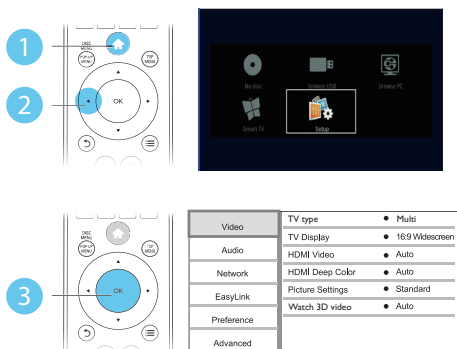 1
DISC
MENU
POP-UP
MENU
TOP
MENU
2
OK
No disc
browse USB
browse PC
Smart TV
Setup
DISC
MENU
POP-UP
MENU
TOP
MENU
3
OK
Video
Audio
Network
EasyLink
Preference
Advanced
TV type • Multi
TV Display • 16:9 Widescreen
HDMI Video • Auto
HDMI Deep Color • Auto
Picture Settings • Standard
Watch 3D video • Auto